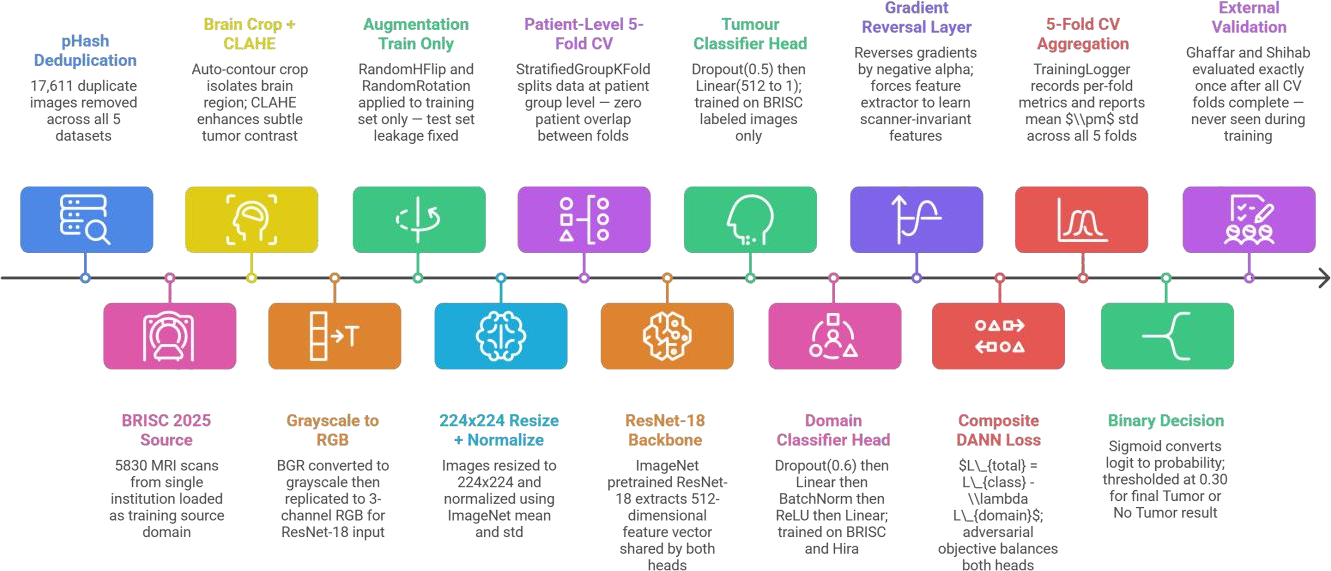 pHash
Deduplication
17,611 duplicate
images removed
across all 5
datasets
Brain Crop +
CLAHE
Auto-contour crop
isolates brain
region; CLAHE
enhances subtle
tumor contrast
Augmentation
Train Only
RandomHFlip and
RandomRotation
applied to training
set only — test set
leakage fixed
Patient-Level 5-
Fold CV
StratifiedGroupKFold
splits data at patient
group level — zero
patient overlap
between folds
Tumour
Classifier Head
Dropout(0.5) then
Linear(512 to 1);
trained on BRISC
labeled images
only
Gradient
Reversal Layer
Reverses gradients
by negative alpha;
forces feature
extractor to learn
scanner-invariant
features
5-Fold CV
Aggregation
TrainingLogger
records per-fold
metrics and reports
mean $\\pm$ std
across all 5 folds
External
Validation
Ghaffar and Shihab
evaluated exactly
once after all CV
folds complete —
never seen during
training
T
BRISC 2025
Source
5830 MRI scans
from single
institution loaded
as training source
domain
Grayscale to
RGB
BGR converted to
grayscale then
replicated to 3-
channel RGB for
ResNet-18 input
224x224 Resize
+ Normalize
Images resized to
224x224 and
normalized using
ImageNet mean
and std
ResNet-18
Backbone
ImageNet
pretrained ResNet-
18 extracts 512-
dimensional
feature vector
shared by both
heads
Domain
Classifier Head
Dropout(0.6) then
Linear then
BatchNorm then
ReLU then Linear;
trained on BRISC
and Hira
Composite
DANN Loss
$L\_{total} =
L\_{class} -
\\lambda
L\_{domain}$;
adversarial
objective balances
both heads
Binary Decision
Sigmoid converts
logit to probability;
thresholded at 0.30
for final Tumor or
No Tumor result